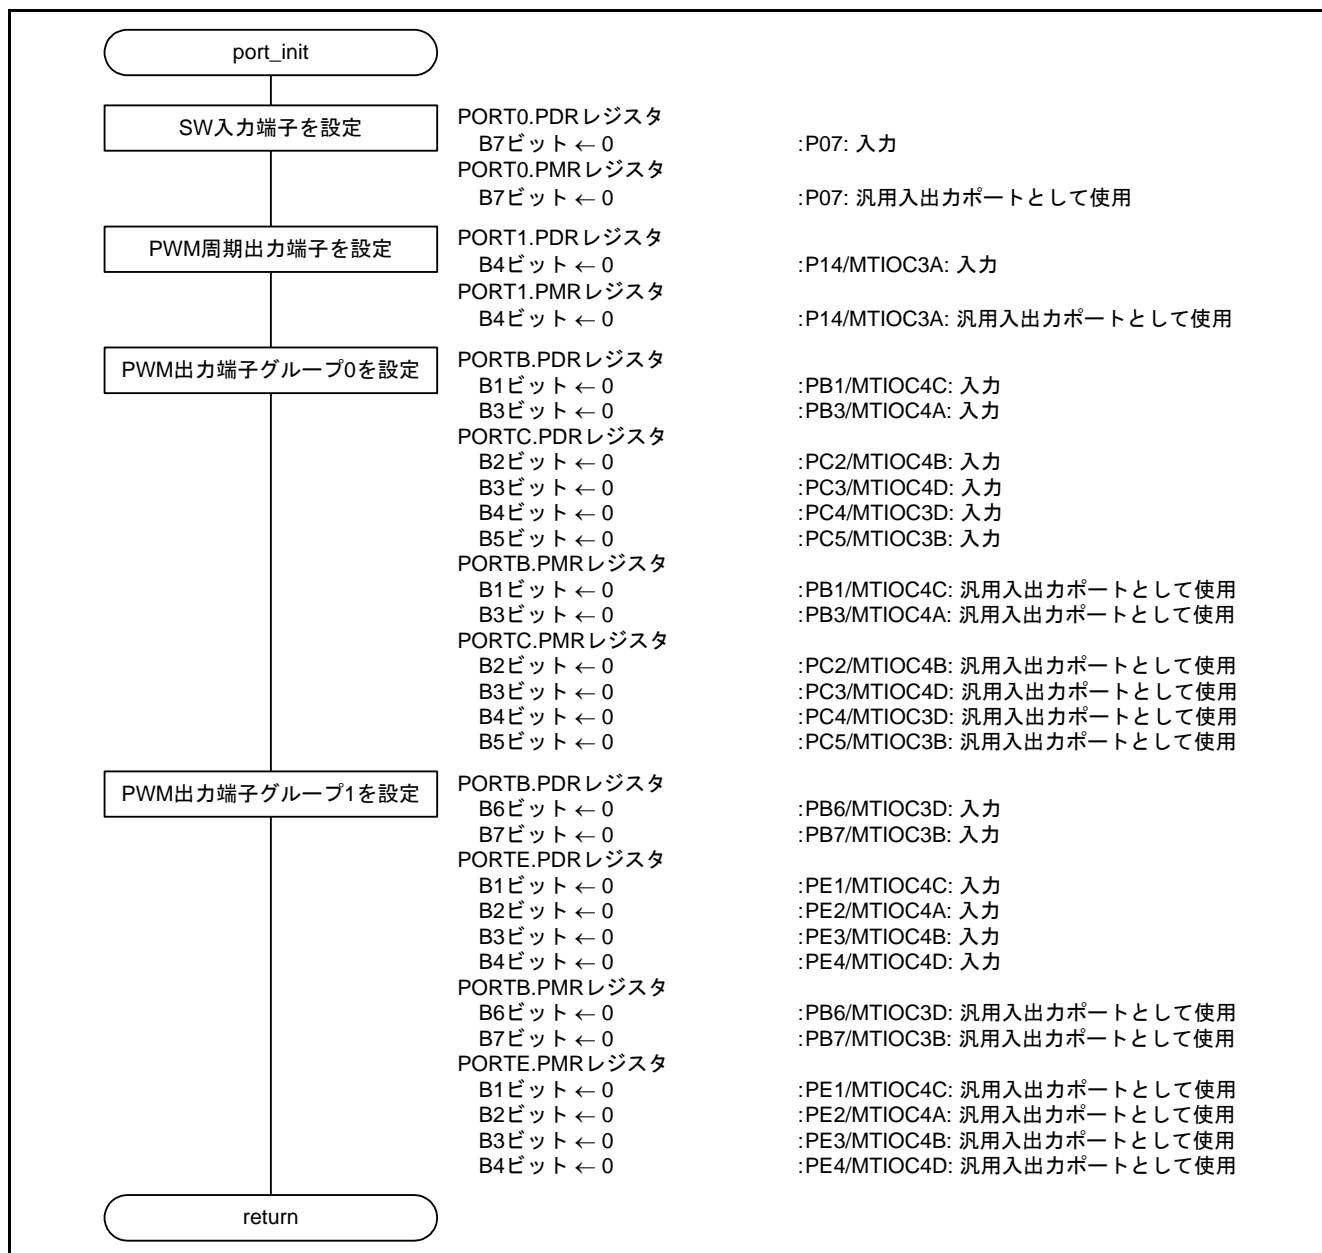 port_init
SW入力端子を設定
PORT0.PDRレジスタ
B7ビット ← 0 :P07: 入力
PORT0.PMRレジスタ
B7ビット ← 0 :P07: 汎用入出力ポートとして使用
PWM周期出力端子を設定
PORT1.PDRレジスタ
B4ビット ← 0 :P14/MTIOC3A: 入力
PORT1.PMRレジスタ
B4ビット ← 0 :P14/MTIOC3A: 汎用入出力ポートとして使用
PWM出力端子グループ0を設定
PORTB.PDRレジスタ
B1ビット ← 0 :PB1/MTIOC4C: 入力
B3ビット ← 0 :PB3/MTIOC4A: 入力
PORTC.PDRレジスタ
B2ビット ← 0 :PC2/MTIOC4B: 入力
B3ビット ← 0 :PC3/MTIOC4D: 入力
B4ビット ← 0 :PC4/MTIOC3D: 入力
B5ビット ← 0 :PC5/MTIOC3B: 入力
PORTB.PMRレジスタ
B1ビット ← 0 :PB1/MTIOC4C: 汎用入出力ポートとして使用
B3ビット ← 0 :PB3/MTIOC4A: 汎用入出力ポートとして使用
PORTC.PMRレジスタ
B2ビット ← 0 :PC2/MTIOC4B: 汎用入出力ポートとして使用
B3ビット ← 0 :PC3/MTIOC4D: 汎用入出力ポートとして使用
B4ビット ← 0 :PC4/MTIOC3D: 汎用入出力ポートとして使用
B5ビット ← 0 :PC5/MTIOC3B: 汎用入出力ポートとして使用
PWM出力端子グループ1を設定
PORTB.PDRレジスタ
B6ビット ← 0 :PB6/MTIOC3D: 入力
B7ビット ← 0 :PB7/MTIOC3B: 入力
PORTE.PDRレジスタ
B1ビット ← 0 :PE1/MTIOC4C: 入力
B2ビット ← 0 :PE2/MTIOC4A: 入力
B3ビット ← 0 :PE3/MTIOC4B: 入力
B4ビット ← 0 :PE4/MTIOC4D: 入力
PORTB.PMRレジスタ
B6ビット ← 0 :PB6/MTIOC3D: 汎用入出力ポートとして使用
B7ビット ← 0 :PB7/MTIOC3B: 汎用入出力ポートとして使用
PORTE.PMRレジスタ
B1ビット ← 0 :PE1/MTIOC4C: 汎用入出力ポートとして使用
B2ビット ← 0 :PE2/MTIOC4A: 汎用入出力ポートとして使用
B3ビット ← 0 :PE3/MTIOC4B: 汎用入出力ポートとして使用
B4ビット ← 0 :PE4/MTIOC4D: 汎用入出力ポートとして使用
return